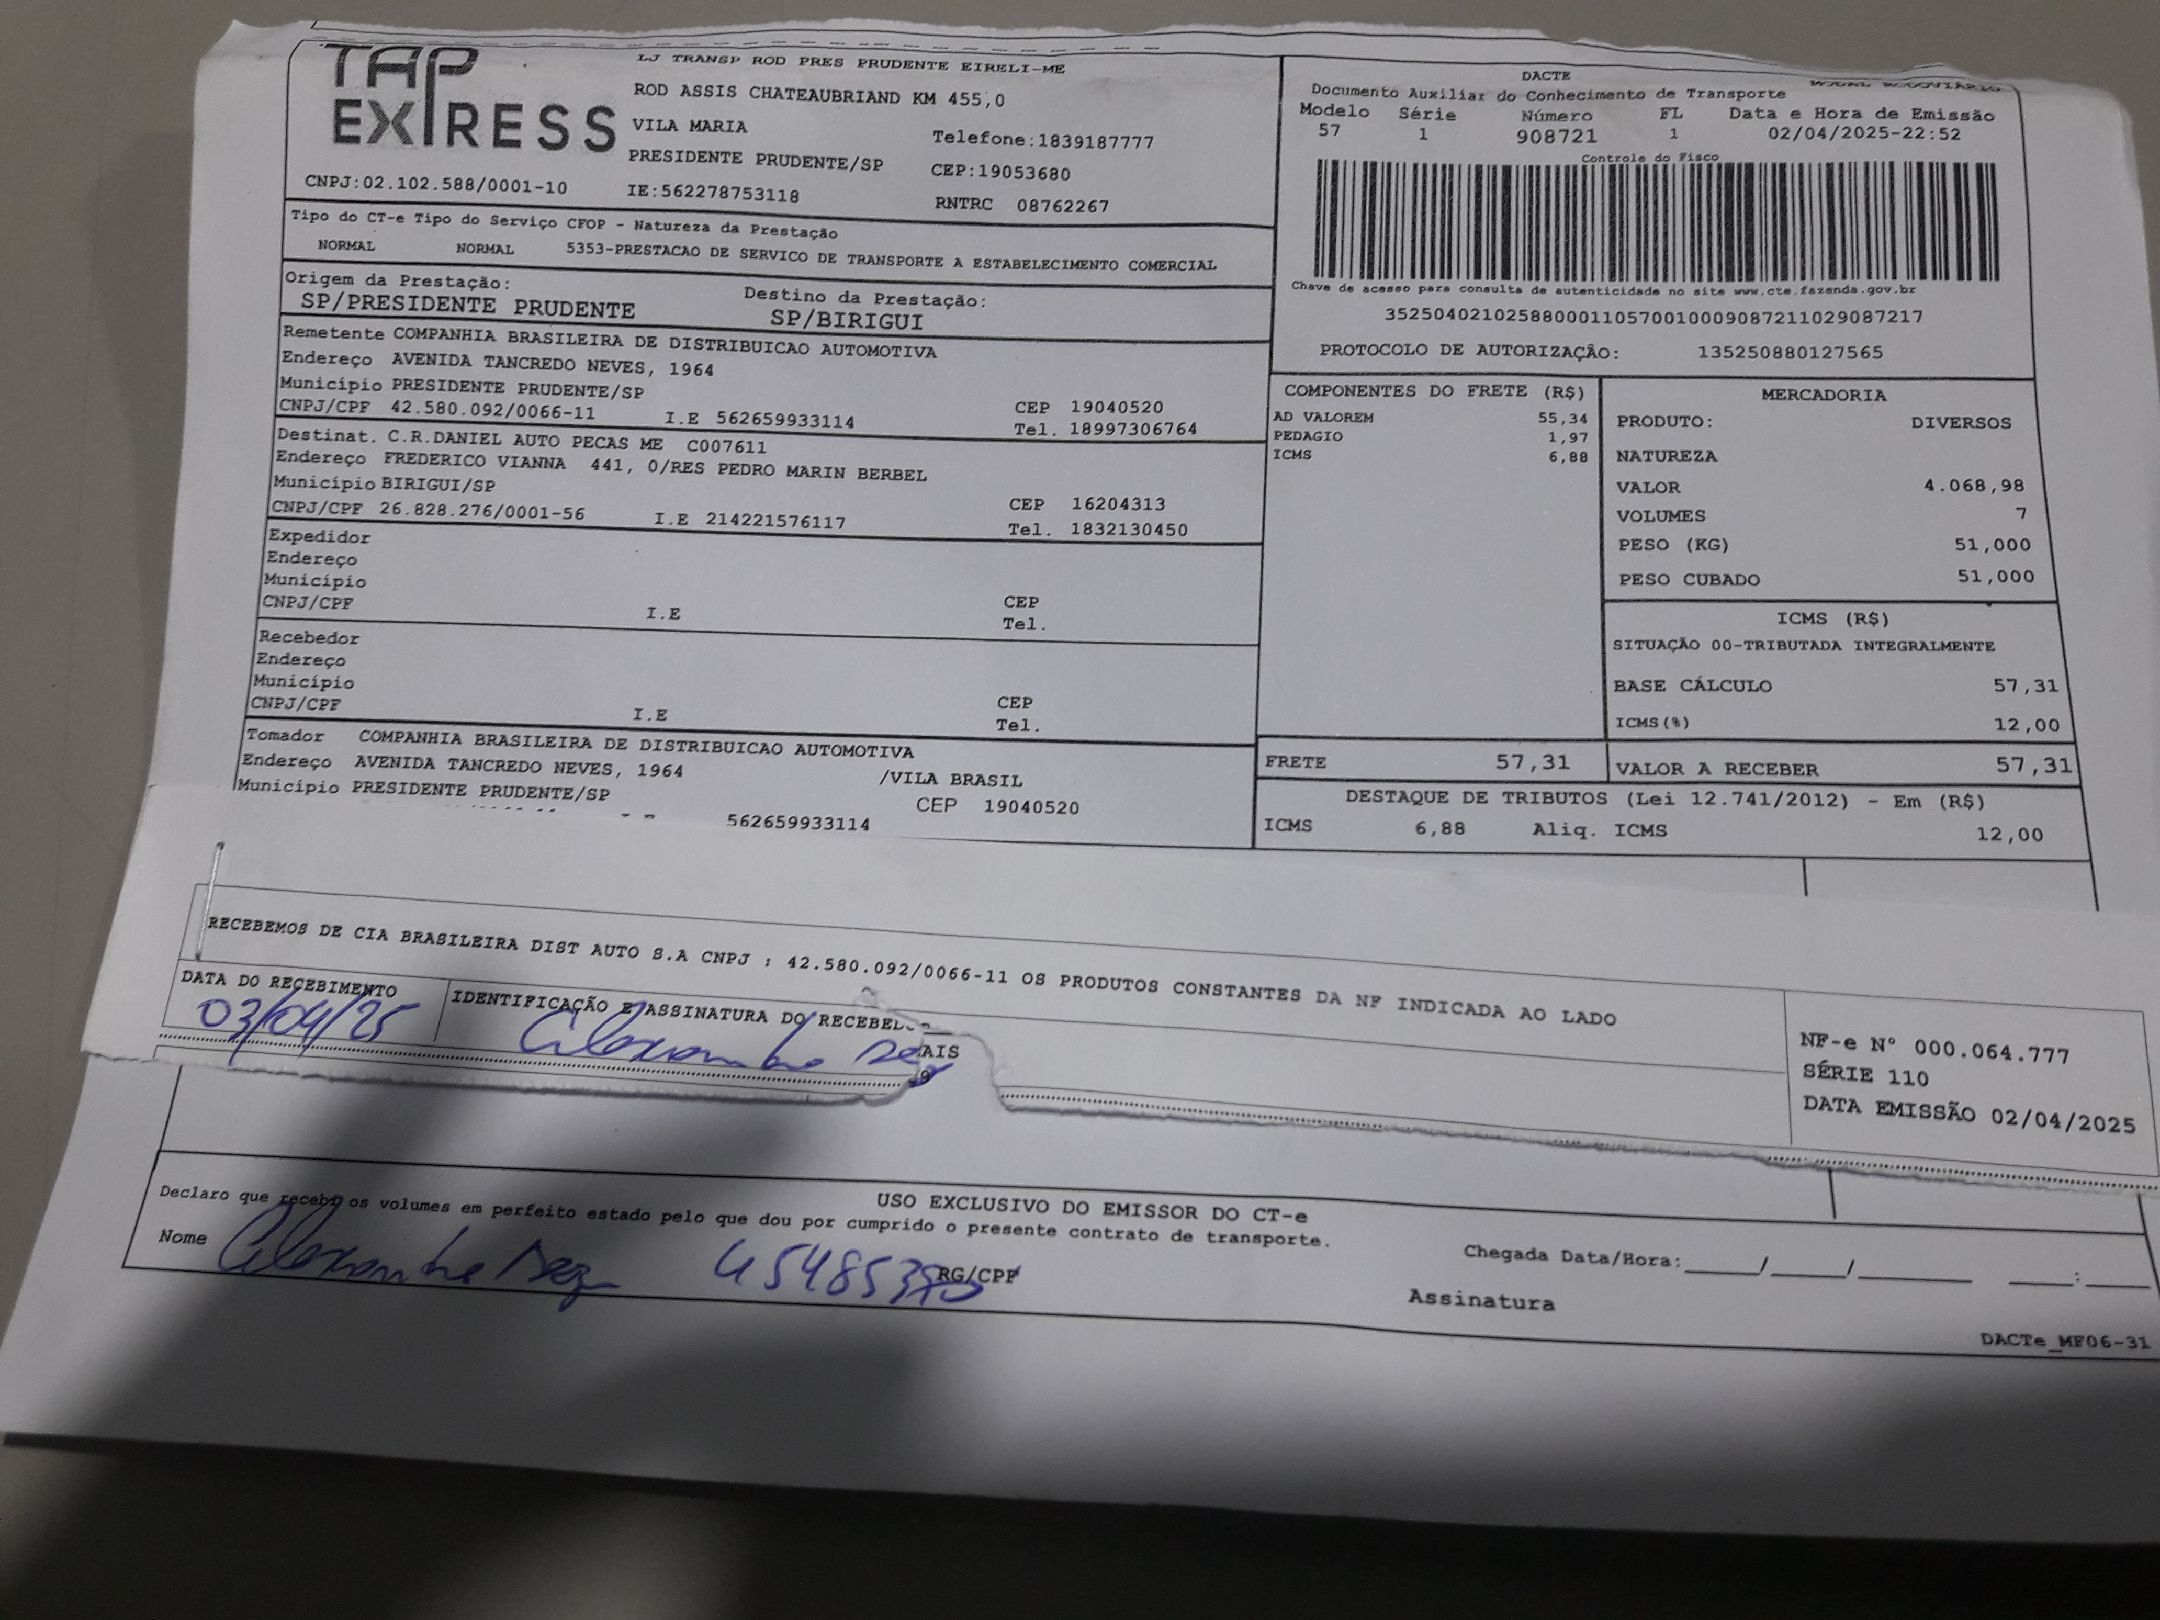 TAP EXPRESS
LJ TRANSP ROD PRES PRUDENTE EIRELI-ME
ROD ASSIS CHATEAUBRIAND KM 455,0
VILA MARIA
Telefone:1839187777
PRESIDENTE PRUDENTE/SP
CEP:19053680
CNPJ:02.102.588/0001-10
IE:562278753118
RNTRC 08762267
DACTE
Documento Auxiliar do Conhecimento de Transporte
Modelo Série Número FL Data e Hora de Emissão
57 1 908721 1 02/04/2025-22:52
Controle do Fisco
Chave de acesso para consulta de autenticidade no site www.cte.fazenda.gov.br
35250402102588000110570010009087211029087217
PROTOCOLO DE AUTORIZAÇÃO: 135250880127565
Tipo do CT-e Tipo do Serviço CFOP - Natureza da Prestação
NORMAL NORMAL 5353-PRESTACAO DE SERVICO DE TRANSPORTE A ESTABELECIMENTO COMERCIAL
Origem da Prestação: Destino da Prestação:
SP/PRESIDENTE PRUDENTE SP/BIRIGUI
Remetente COMPANHIA BRASILEIRA DE DISTRIBUICAO AUTOMOTIVA
Endereço AVENIDA TANCREDO NEVES, 1964
Município PRESIDENTE PRUDENTE/SP CEP 19040520
CNPJ/CPF 42.580.092/0066-11 I.E 562659933114 Tel. 18997306764
Destinat. C.R.DANIEL AUTO PECAS ME C007611
Endereço FREDERICO VIANNA 441, 0/RES PEDRO MARIN BERBEL
Município BIRIGUI/SP CEP 16204313
CNPJ/CPF 26.828.276/0001-56 I.E 214221576117 Tel. 1832130450
Expedidor
Endereço
Município CEP
CNPJ/CPF I.E Tel.
Recebedor
Endereço
Município CEP
CNPJ/CPF I.E Tel.
Tomador COMPANHIA BRASILEIRA DE DISTRIBUICAO AUTOMOTIVA
Endereço AVENIDA TANCREDO NEVES, 1964 /VILA BRASIL
Município PRESIDENTE PRUDENTE/SP CEP 19040520
562659933114
COMPONENTES DO FRETE (R$)
AD VALOREM 55,34
PEDAGIO 1,97
ICMS 6,88
MERCADORIA
PRODUTO: DIVERSOS
NATUREZA
VALOR 4.068,98
VOLUMES 7
PESO (KG) 51,000
PESO CUBADO 51,000
ICMS (R$)
SITUAÇÃO 00-TRIBUTADA INTEGRALMENTE
BASE CÁLCULO 57,31
ICMS(%) 12,00
FRETE 57,31 VALOR A RECEBER 57,31
DESTAQUE DE TRIBUTOS (Lei 12.741/2012) - Em (R$)
ICMS 6,88 Aliq. ICMS 12,00
RECEBEMOS DE CIA BRASILEIRA DIST AUTO S.A CNPJ : 42.580.092/0066-11 OS PRODUTOS CONSTANTES DA NF INDICADA AO LADO
DATA DO RECEBIMENTO IDENTIFICAÇÃO E ASSINATURA DO RECEBEDO
03/04/25 Alexandre
AIS
NF-e N° 000.064.777
SÉRIE 110
DATA EMISSÃO 02/04/2025
USO EXCLUSIVO DO EMISSOR DO CT-e
Declaro que recebi os volumes em perfeito estado pelo que dou por cumprido o presente contrato de transporte.
Nome Alexandre RG/CPF
Chegada Data/Hora:_____/_____/________ ____:____
Assinatura
DACTe_MF06-31